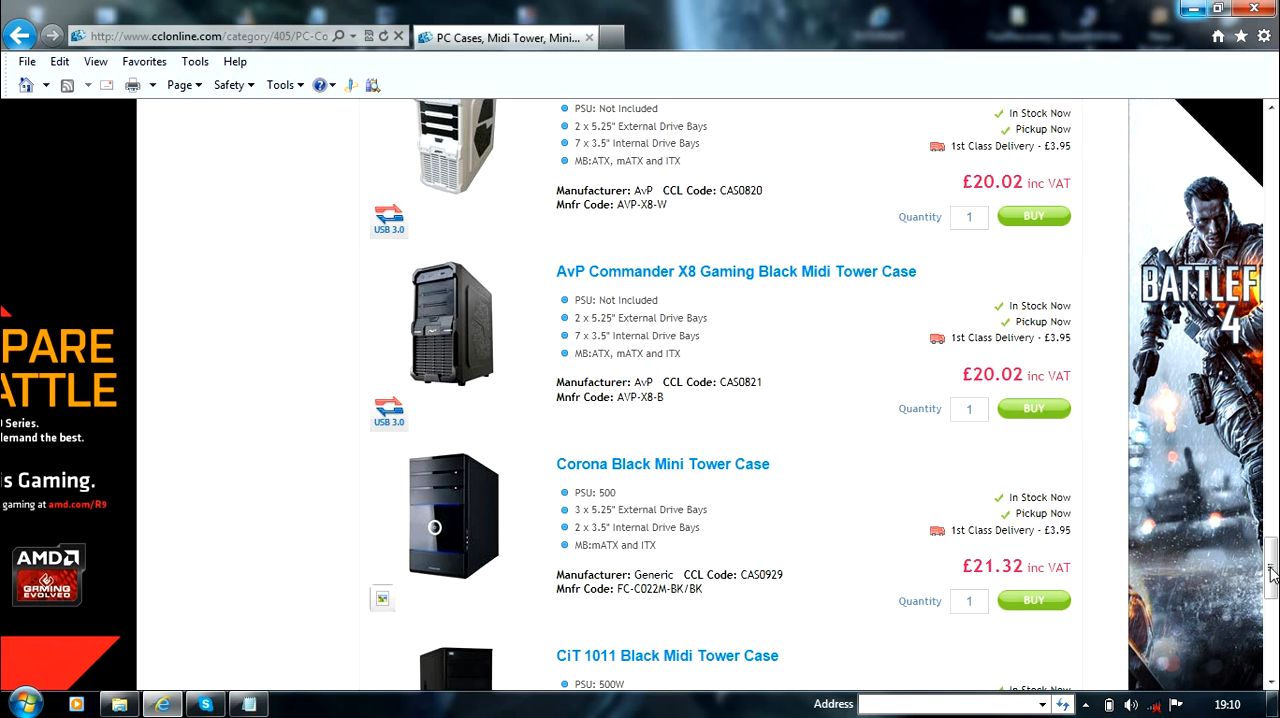 http://www.cclonline.com/category/405/PC-Co
PC Cases, Midi Tower, Mini...
File Edit View Favorites Tools Help
Page Safety Tools
PSU: Not Included
2 x 5.25" External Drive Bays
7 x 3.5" Internal Drive Bays
MB:ATX, mATX and ITX
Manufacturer: AvP CCL Code: CAS0820
Mnfr Code: AVP-X8-W
USB 3.0
In Stock Now
Pickup Now
1st Class Delivery - £3.95
£20.02 inc VAT
Quantity 1 BUY
AvP Commander X8 Gaming Black Midi Tower Case
PSU: Not Included
2 x 5.25" External Drive Bays
7 x 3.5" Internal Drive Bays
MB:ATX, mATX and ITX
Manufacturer: AvP CCL Code: CAS0821
Mnfr Code: AVP-X8-B
USB 3.0
In Stock Now
Pickup Now
1st Class Delivery - £3.95
£20.02 inc VAT
Quantity 1 BUY
Corona Black Mini Tower Case
PSU: 500
3 x 5.25" External Drive Bays
2 x 3.5" Internal Drive Bays
MB:mATX and ITX
Manufacturer: Generic CCL Code: CAS0929
Mnfr Code: FC-C022M-BK/BK
In Stock Now
Pickup Now
1st Class Delivery - £3.95
£21.32 inc VAT
Quantity 1 BUY
CiT 1011 Black Midi Tower Case
PSU: 500W
In Stock Now
PARE
ATTLE
Series.
demand the best.
is Gaming.
gaming at amd.com/R9
AMD
GAMING
EVOLVED
BATTLEF
4
Address
19:10